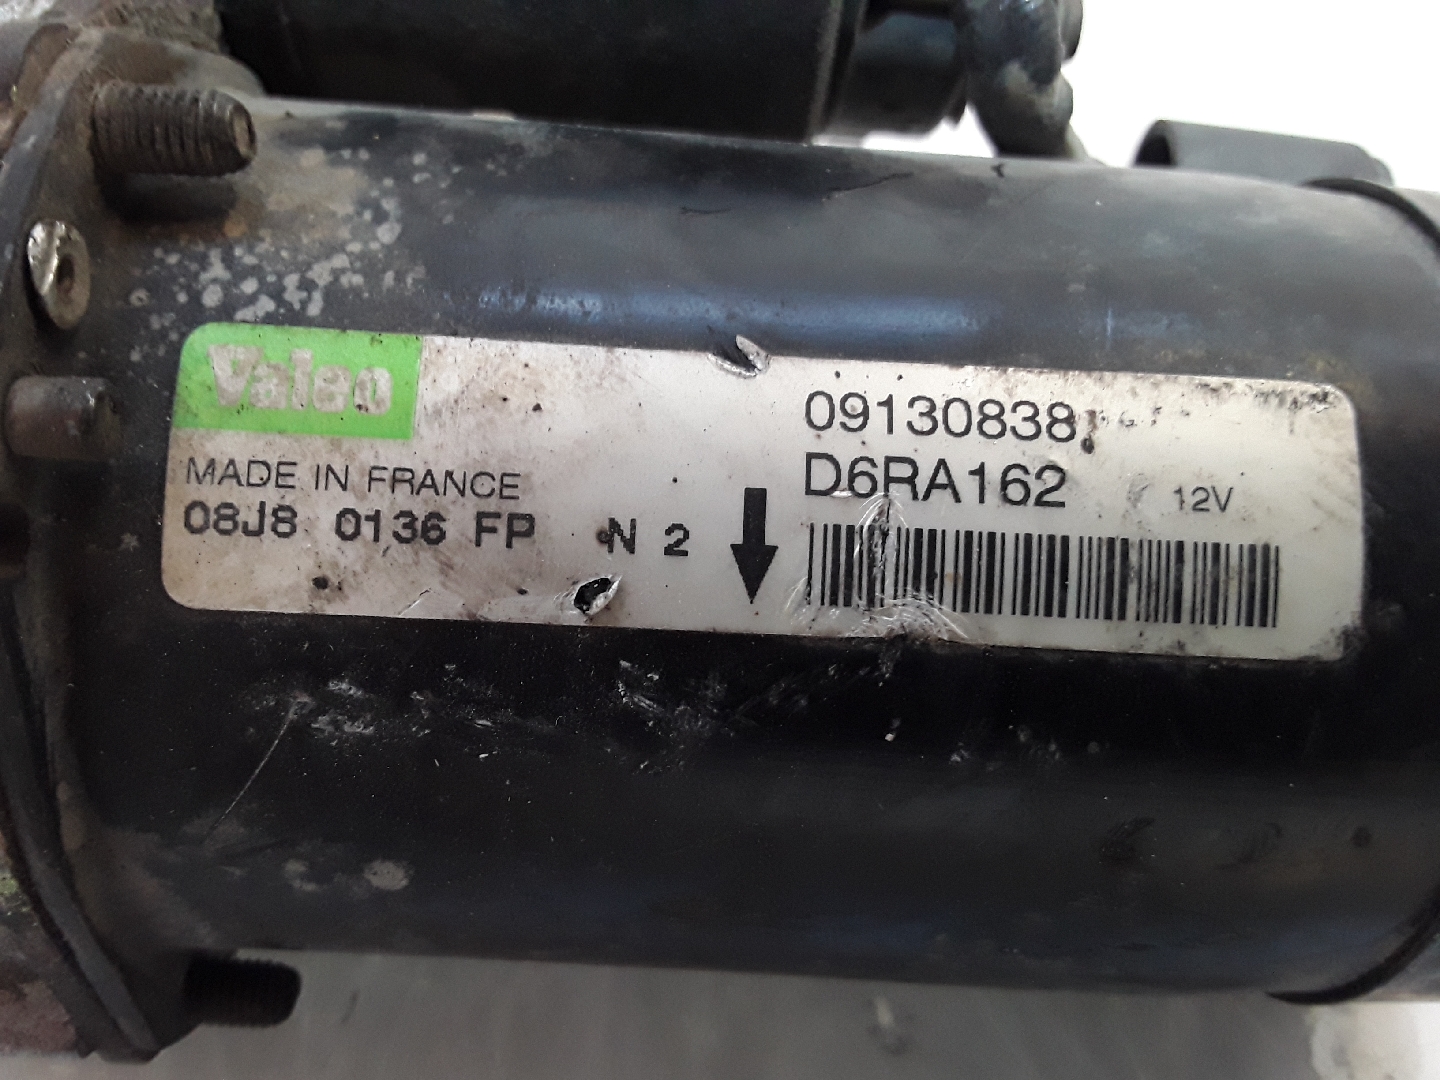 Valeo
09130838
D6RA162 12V
MADE IN FRANCE
08J8 0136 FP N 2